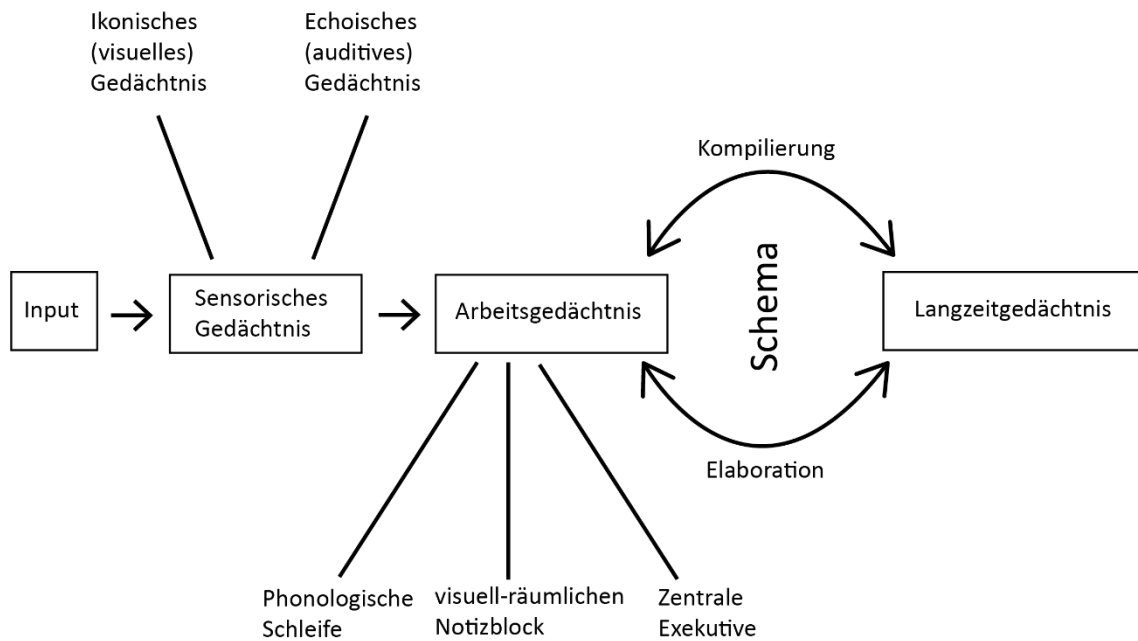 Ikonisches
(visuelles)
Gedächtnis
Echoisches
(auditives)
Gedächtnis
Kompilierung
Input
Sensorisches
Gedächtnis
Arbeitsgedächtnis
Schema
Langzeitgedächtnis
Elaboration
Phonologische
Schleife
visuell-räumlichen
Notizblock
Zentrale
Exekutive